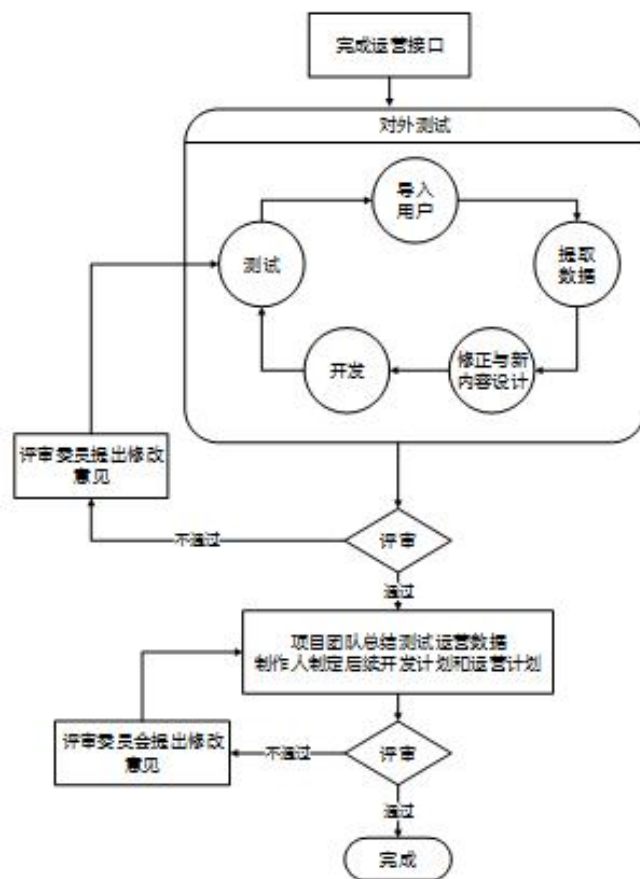 完成运营接口
对外测试
导入
用户
测试
提取
数据
开发
修正与新
内容设计
评审委员提出修改
意见
不通过
评审
通过
项目团队总结测试运营数据
制作人制定后续开发计划和运营计划
评审委员会提出修改
意见
不通过
评审
通过
完成